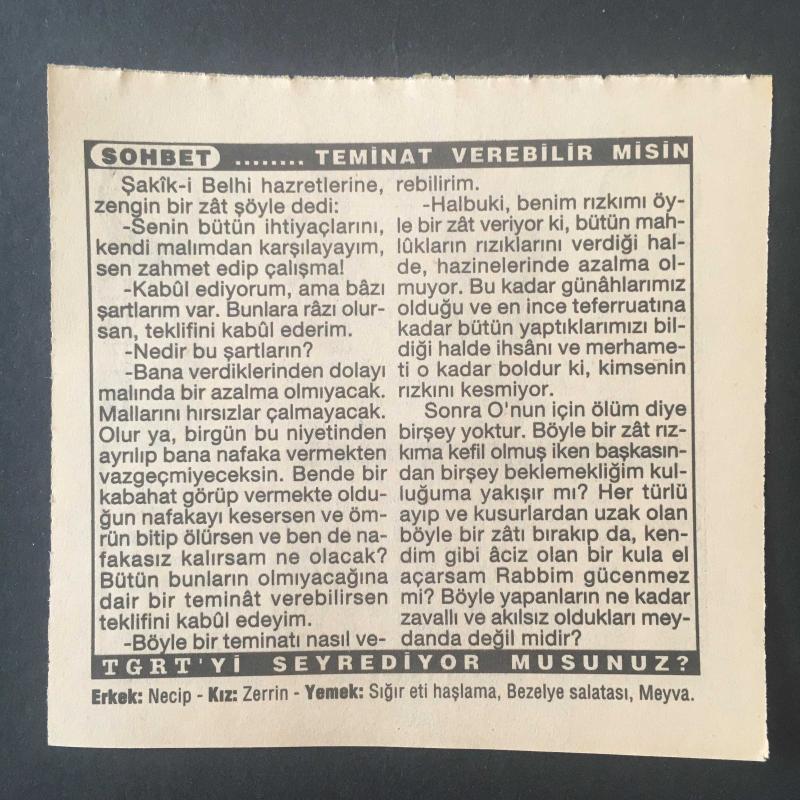 SOHBET ........ TEMİNAT VEREBİLİR MİSİN
Şakîk-i Belhi hazretlerine,
zengin bir zât şöyle dedi:
-Senin bütün ihtiyaçlarını,
kendi malımdan karşılayayım,
sen zahmet edip çalışma!
-Kabûl ediyorum, ama bâzı
şartlarım var. Bunlara râzı olur-
san, teklifini kabûl ederim.
-Nedir bu şartların?
-Bana verdiklerinden dolayı
malında bir azalma olmıyacak.
Mallarını hırsızlar çalmayacak.
Olur ya, birgün bu niyetinden
ayrılıp bana nafaka vermekten
vazgeçmiyeceksin. Bende bir
kabahat görüp vermekte oldu-
ğun nafakayı kesersen ve öm-
rün bitip ölürsen ve ben de na-
fakasız kalırsam ne olacak?
Bütün bunların olmıyacağına
dair bir teminât verebilirsen
teklifini kabûl edeyim.
-Böyle bir teminatı nasıl ve-
rebilirim.
-Halbuki, benim rızkımı öy-
le bir zât veriyor ki, bütün mah-
lûkların rızıklarını verdiği hal-
de, hazinelerinde azalma ol-
muyor. Bu kadar günâhlarımız
olduğu ve en ince teferruatına
kadar bütün yaptıklarımızı bil-
diği halde ihsânı ve merhame-
ti o kadar boldur ki, kimsenin
rızkını kesmiyor.
Sonra O'nun için ölüm diye
birşey yoktur. Böyle bir zât rız-
kıma kefil olmuş iken başkasın-
dan birşey beklemekliğim kul-
luğuma yakışır mı? Her türlü
ayıp ve kusurlardan uzak olan
böyle bir zâtı bırakıp da, ken-
dim gibi âciz olan bir kula el
açarsam Rabbim gücenmez
mi? Böyle yapanların ne kadar
zavallı ve akılsız oldukları mey-
danda değil midir?
TGRT'Yİ SEYREDİYOR MUSUNUZ?
Erkek: Necip - Kız: Zerrin - Yemek: Sığır eti haşlama, Bezelye salatası, Meyva.